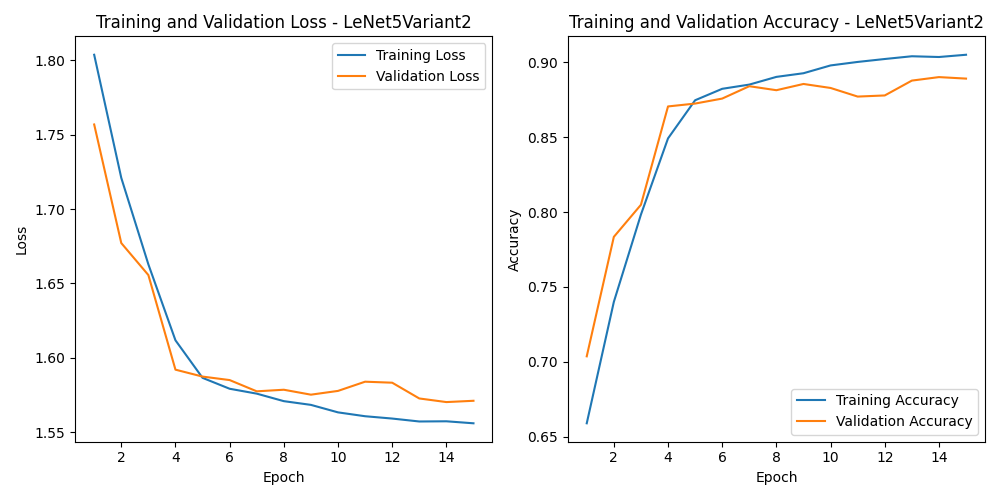 Training and Validation Loss - LeNet5Variant2
Training Loss
Validation Loss
1.80
1.75
1.70
1.65
1.60
1.55
Loss
2 4 6 8 10 12 14
Epoch
Training and Validation Accuracy - LeNet5Variant2
0.90
0.85
0.80
0.75
0.70
0.65
Accuracy
Training Accuracy
Validation Accuracy
2 4 6 8 10 12 14
Epoch